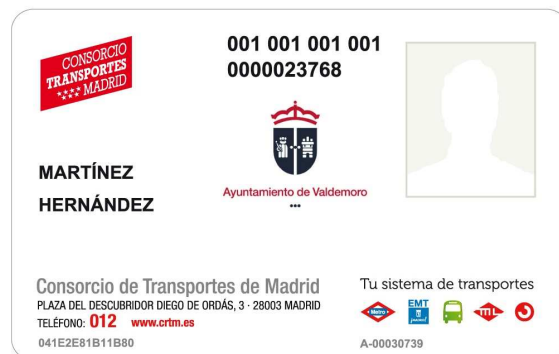 CONSORCIO
TRANSPORTES
MADRID
001 001 001 001
0000023768
MARTÍNEZ
HERNÁNDEZ
Ayuntamiento de Valdemoro
Consorcio de Transportes de Madrid
PLAZA DEL DESCUBRIDOR DIEGO DE ORDÁS, 3 · 28003 MADRID
TELÉFONO: 012 www.crtm.es
041E2E81B11B80
Tu sistema de transportes
Metro
EMT
ML
A-00030739